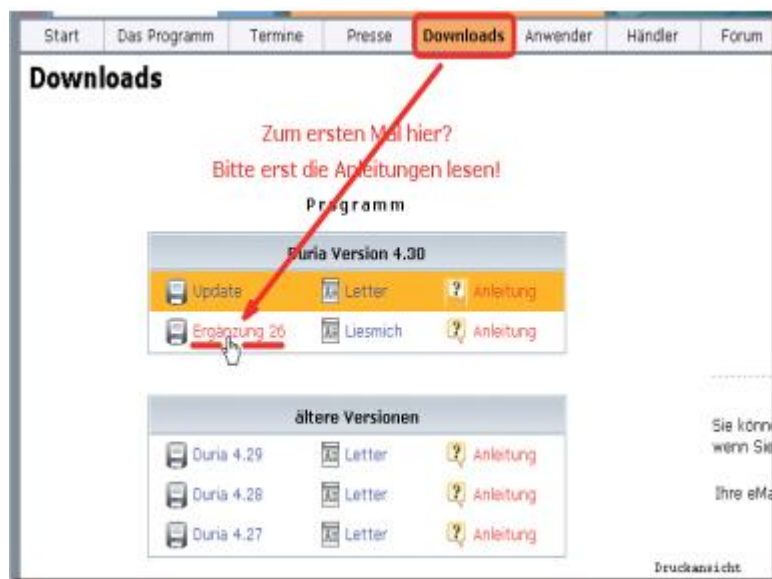 Start Das Programm Termine Presse Downloads Anwender Händler Forum
Downloads
Zum ersten Mal hier?
Bitte erst die Anleitungen lesen!
Programm
Duria Version 4.30
Update Letter Anleitung
Ergänzung 26 Liesmich Anleitung
ältere Versionen
Duria 4.29 Letter Anleitung
Duria 4.28 Letter Anleitung
Duria 4.27 Letter Anleitung
Sie könne
wenn Sie
Ihre eMa
Druckansicht